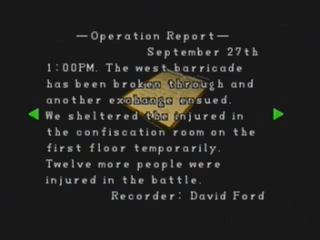 —Operation Report—
September 27th
1:00PM. The west barricade
has been broken through and
another exchange ensued.
We sheltered the injured in
the confiscation room on the
first floor temporarily.
Twelve more people were
injured in the battle.
Recorder: David Ford